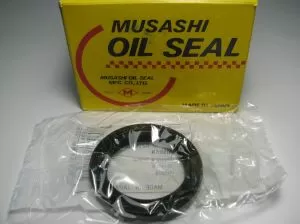 MUSASHI
OIL SEAL
MUSASHI OIL SEAL
MFG. CO., LTD.
M
MADE IN JAPAN